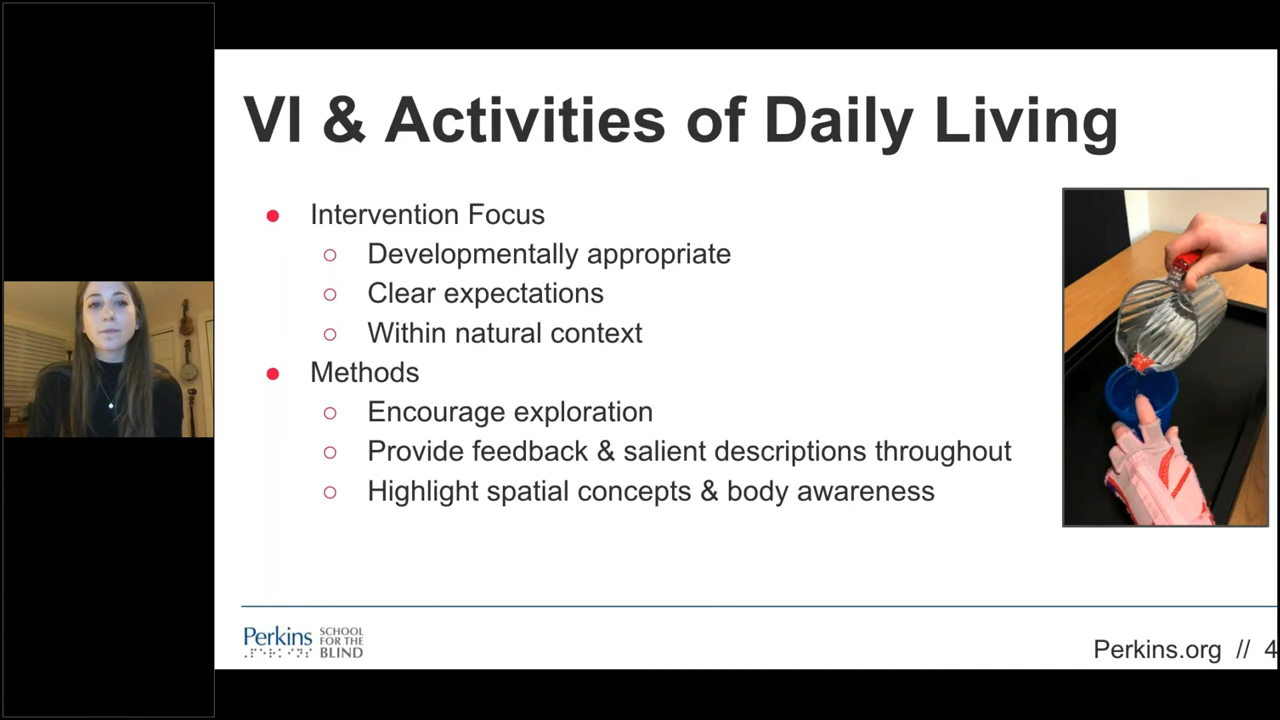 VI & Activities of Daily Living
● Intervention Focus
○ Developmentally appropriate
○ Clear expectations
○ Within natural context
● Methods
○ Encourage exploration
○ Provide feedback & salient descriptions throughout
○ Highlight spatial concepts & body awareness
Perkins SCHOOL
FOR THE
BLIND
Perkins.org // 4